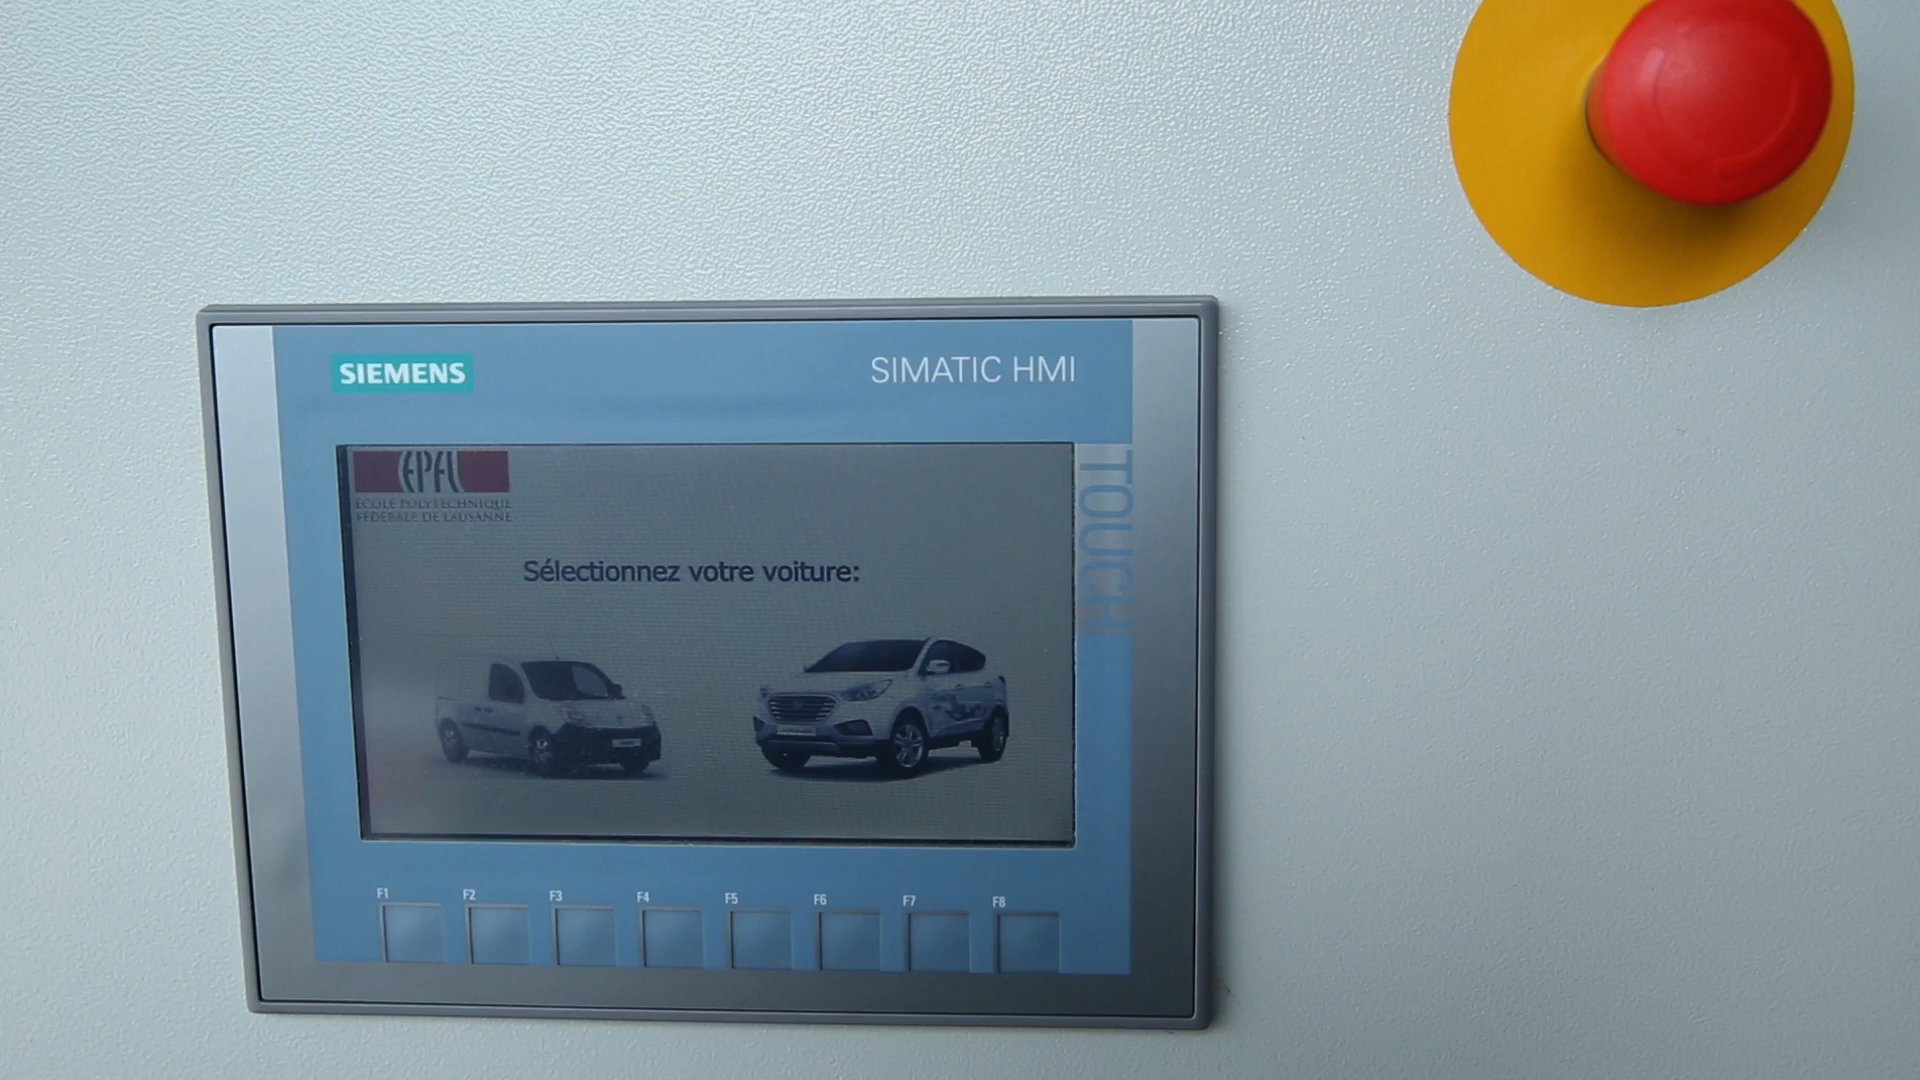 SIEMENS
SIMATIC HMI
TOUCH
EPFL
ECOLE POLYTECHNIQUE
FEDERALE DE LAUSANNE
Sélectionnez votre voiture:
F1 F2 F3 F4 F5 F6 F7 F8